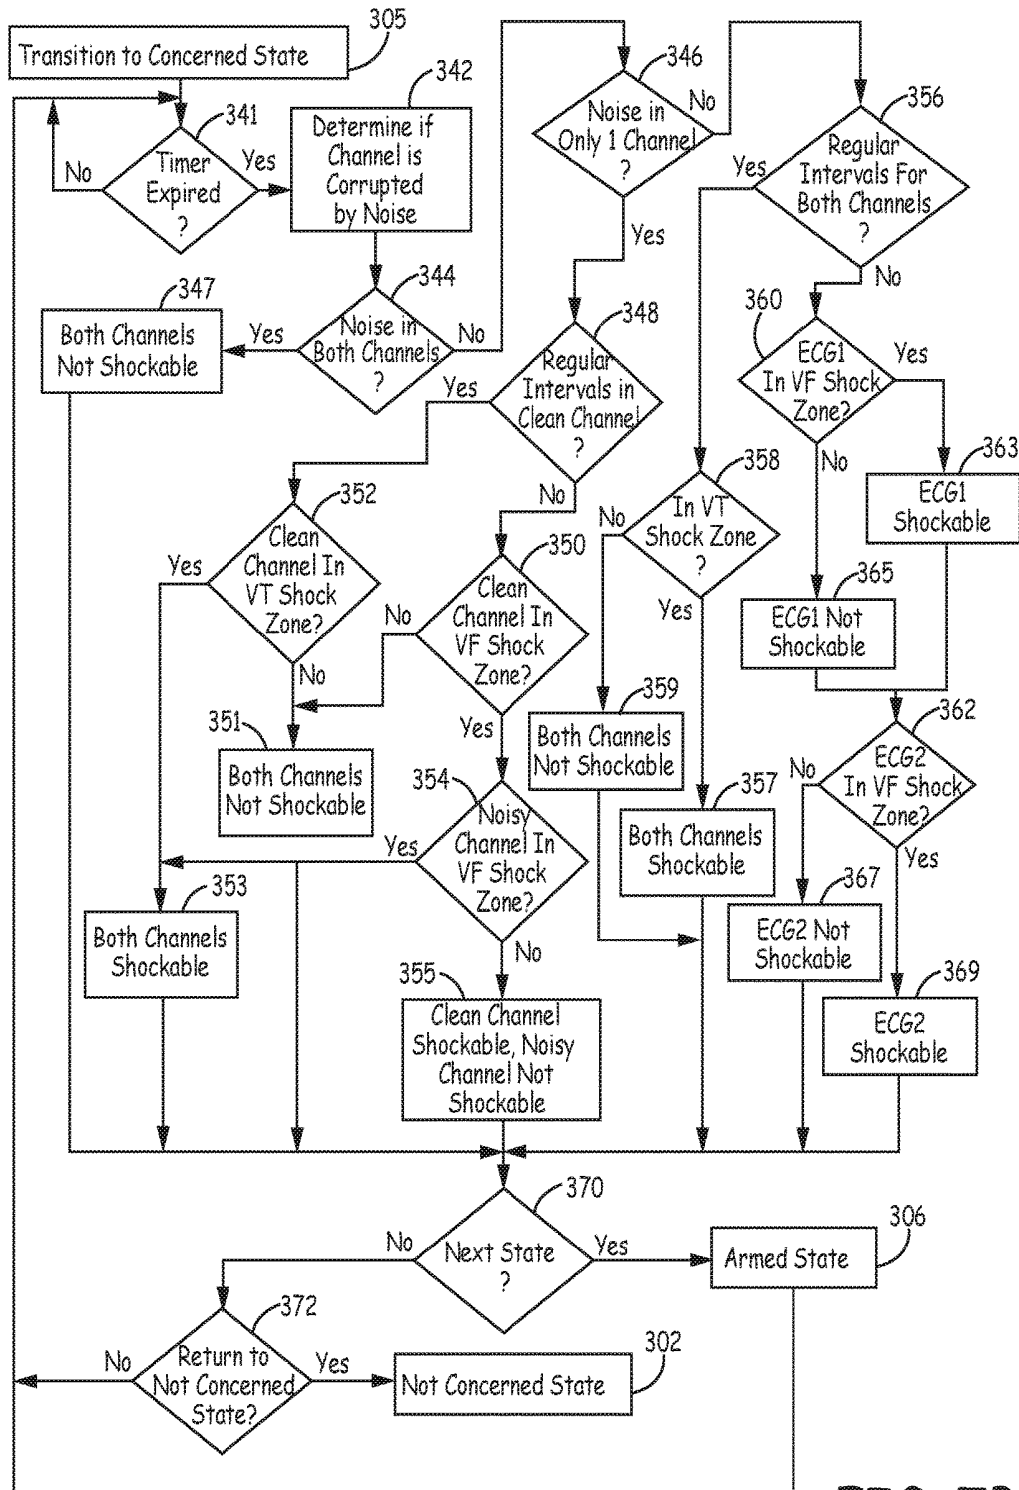 305
Transition to Concerned State
341
Timer
Expired
?
No
Yes
342
Determine if
Channel is
Corrupted
by Noise
344
Noise in
Both Channels
?
Yes
No
347
Both Channels
Not Shockable
346
Noise in
Only 1 Channel
?
No
Yes
356
Regular
Intervals For
Both Channels
?
Yes
No
348
Regular
Intervals in
Clean Channel
?
Yes
No
360
ECG1
In VF Shock
Zone?
Yes
No
363
ECG1
Shockable
352
Clean
Channel In
VT Shock
Zone?
Yes
No
350
Clean
Channel In
VF Shock
Zone?
No
Yes
358
In VT
Shock Zone
?
No
Yes
365
ECG1 Not
Shockable
351
Both Channels
Not Shockable
359
Both Channels
Not Shockable
362
ECG2
In VF Shock
Zone?
No
Yes
354
Noisy
Channel In
VF Shock
Zone?
Yes
No
357
Both Channels
Shockable
353
Both Channels
Shockable
367
ECG2 Not
Shockable
355
Clean Channel
Shockable, Noisy
Channel Not
Shockable
369
ECG2
Shockable
370
Next State
?
No
Yes
306
Armed State
372
Return to
Not Concerned
State?
No
Yes
302
Not Concerned State